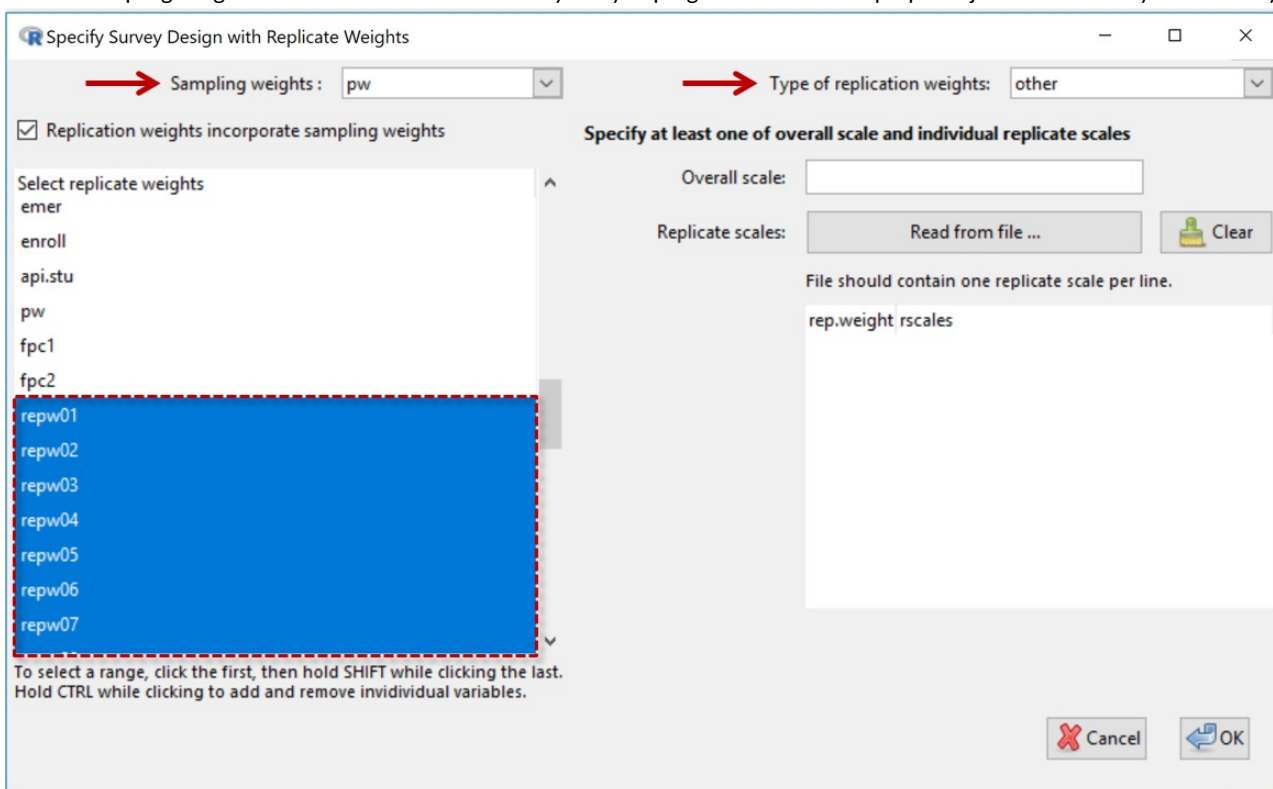 Specify Survey Design with Replicate Weights
Sampling weights : pw
Type of replication weights: other
Replication weights incorporate sampling weights
Specify at least one of overall scale and individual replicate scales
Select replicate weights
Overall scale:
emer
enroll
Replicate scales: Read from file ... Clear
api.stu
File should contain one replicate scale per line.
pw
rep.weight rscales
fpc1
fpc2
repw01
repw02
repw03
repw04
repw05
repw06
repw07
To select a range, click the first, then hold SHIFT while clicking the last.
Hold CTRL while clicking to add and remove invidividual variables.
Cancel OK